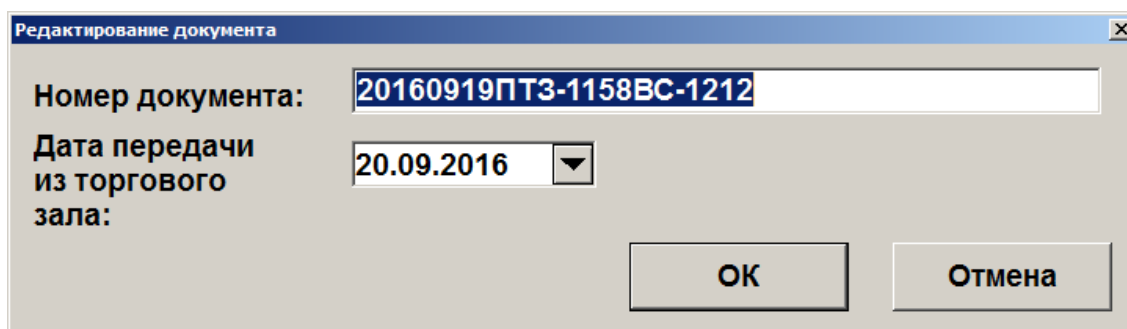 Редактирование документа
Номер документа: 20160919ПТЗ-1158ВС-1212
Дата передачи
из торгового
зала:
20.09.2016
ОК Отмена